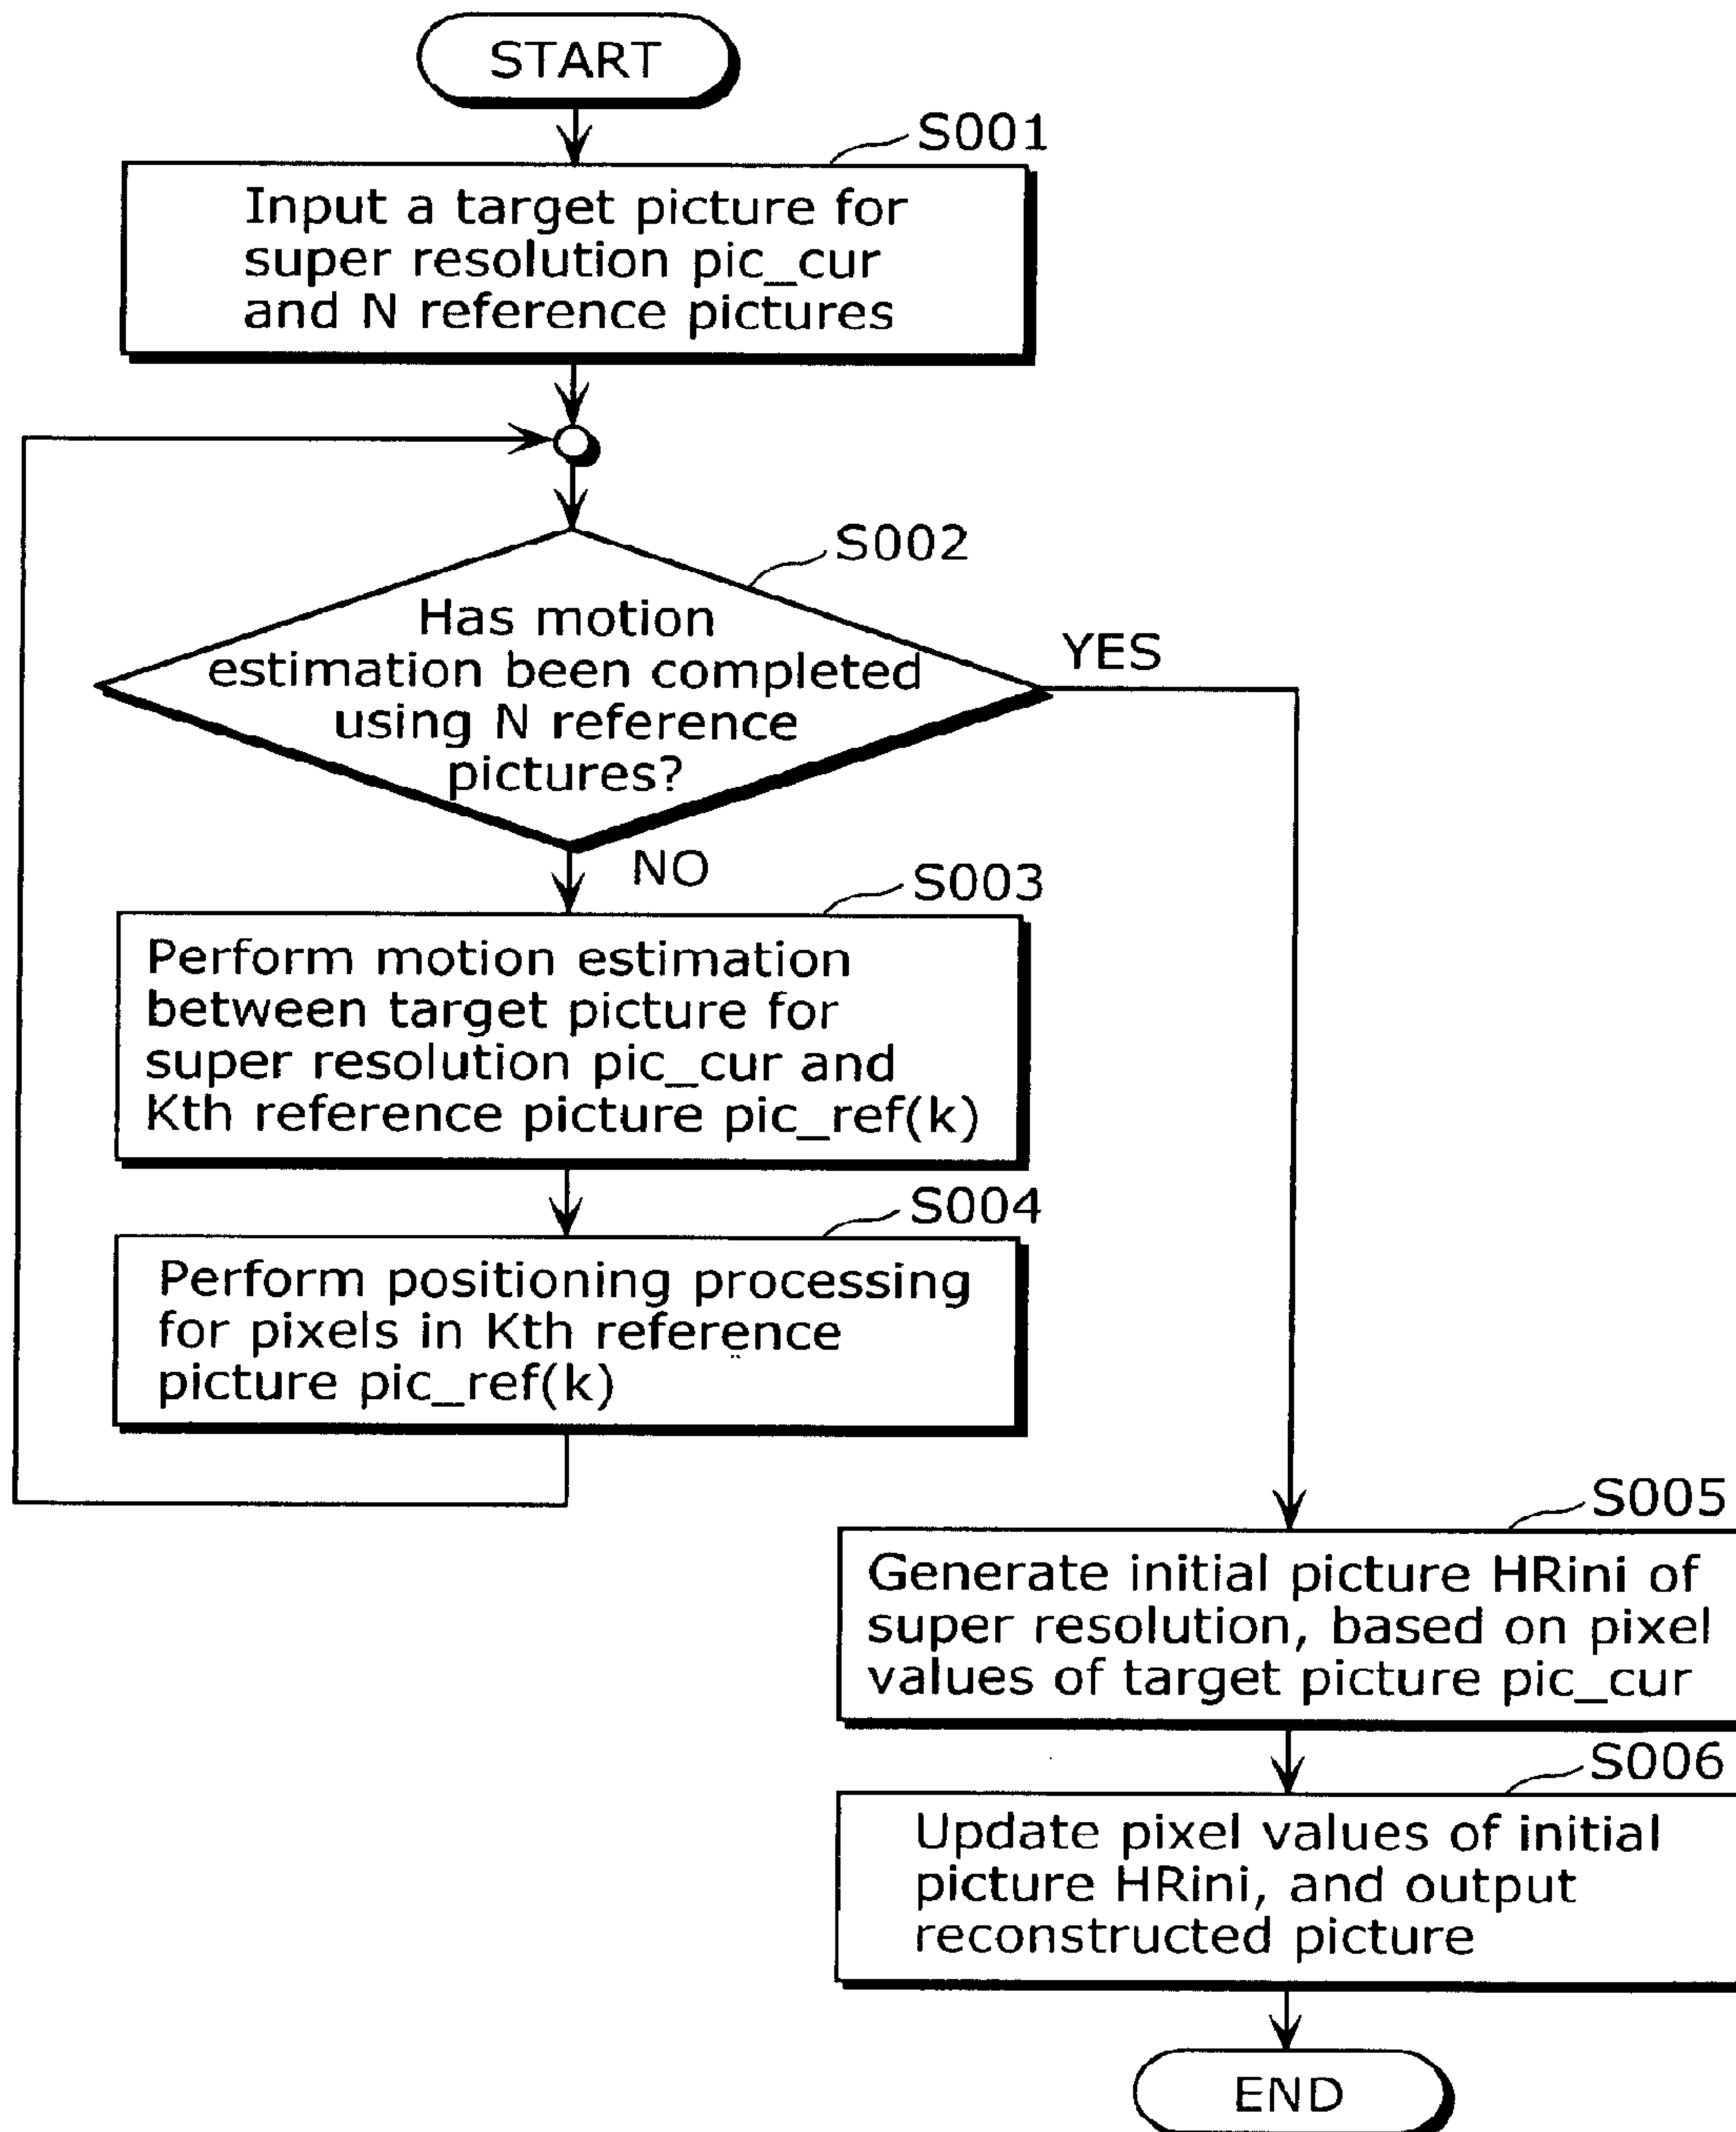 START
S001
Input a target picture for
super resolution pic_cur
and N reference pictures
S002
Has motion
estimation been completed
using N reference
pictures?
YES
NO
S003
Perform motion estimation
between target picture for
super resolution pic_cur and
Kth reference picture pic_ref(k)
S004
Perform positioning processing
for pixels in Kth reference
picture pic_ref(k)
S005
Generate initial picture HRini of
super resolution, based on pixel
values of target picture pic_cur
S006
Update pixel values of initial
picture HRini, and output
reconstructed picture
END